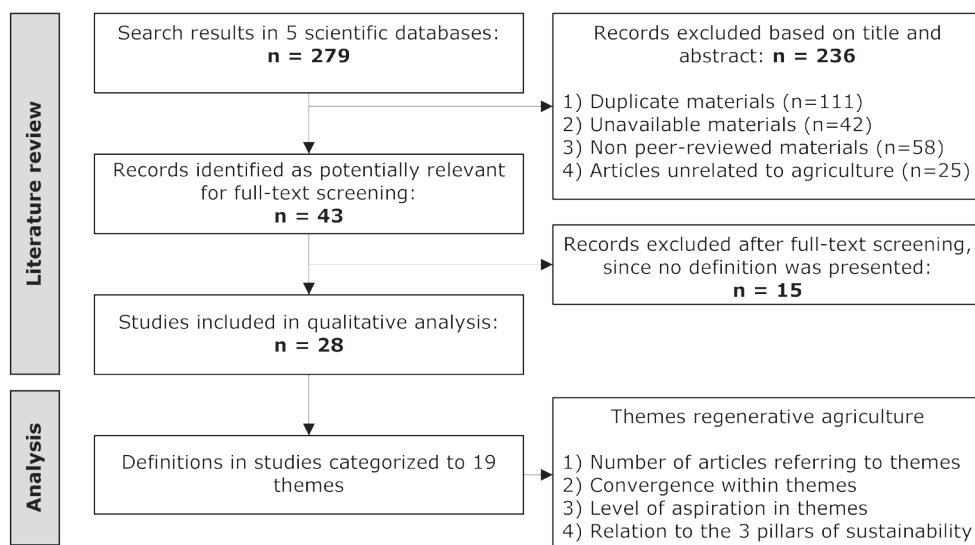 Literature review
Search results in 5 scientific databases:
n = 279
Records excluded based on title and
abstract: n = 236
1) Duplicate materials (n=111)
2) Unavailable materials (n=42)
3) Non peer-reviewed materials (n=58)
4) Articles unrelated to agriculture (n=25)
Records identified as potentially relevant
for full-text screening:
n = 43
Records excluded after full-text screening,
since no definition was presented:
n = 15
Studies included in qualitative analysis:
n = 28
Analysis
Definitions in studies categorized to 19
themes
Themes regenerative agriculture
1) Number of articles referring to themes
2) Convergence within themes
3) Level of aspiration in themes
4) Relation to the 3 pillars of sustainability